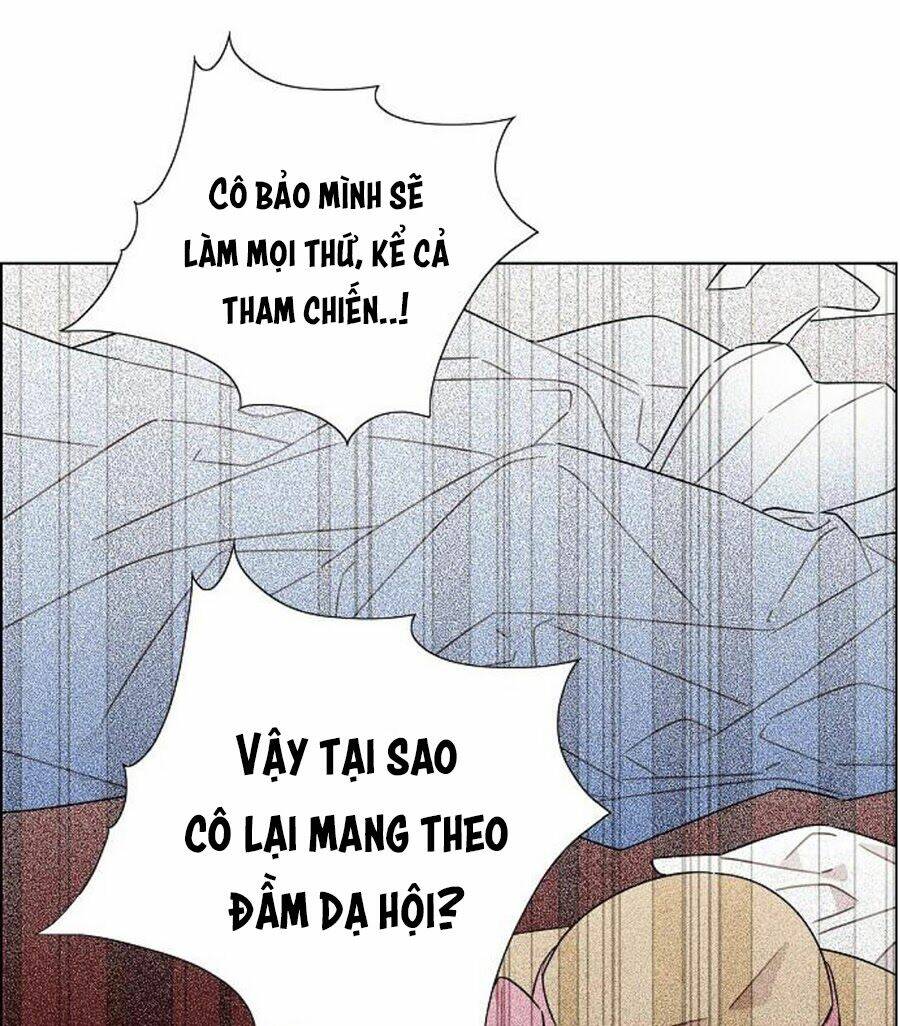 CÔ BẢO MÌNH SẼ
LÀM MỌI THỨ, KỂ CẢ
THAM CHIẾN..!
VẬY TẠI SAO
CÔ LẠI MANG THEO
ĐẦM DẠ HỘI?